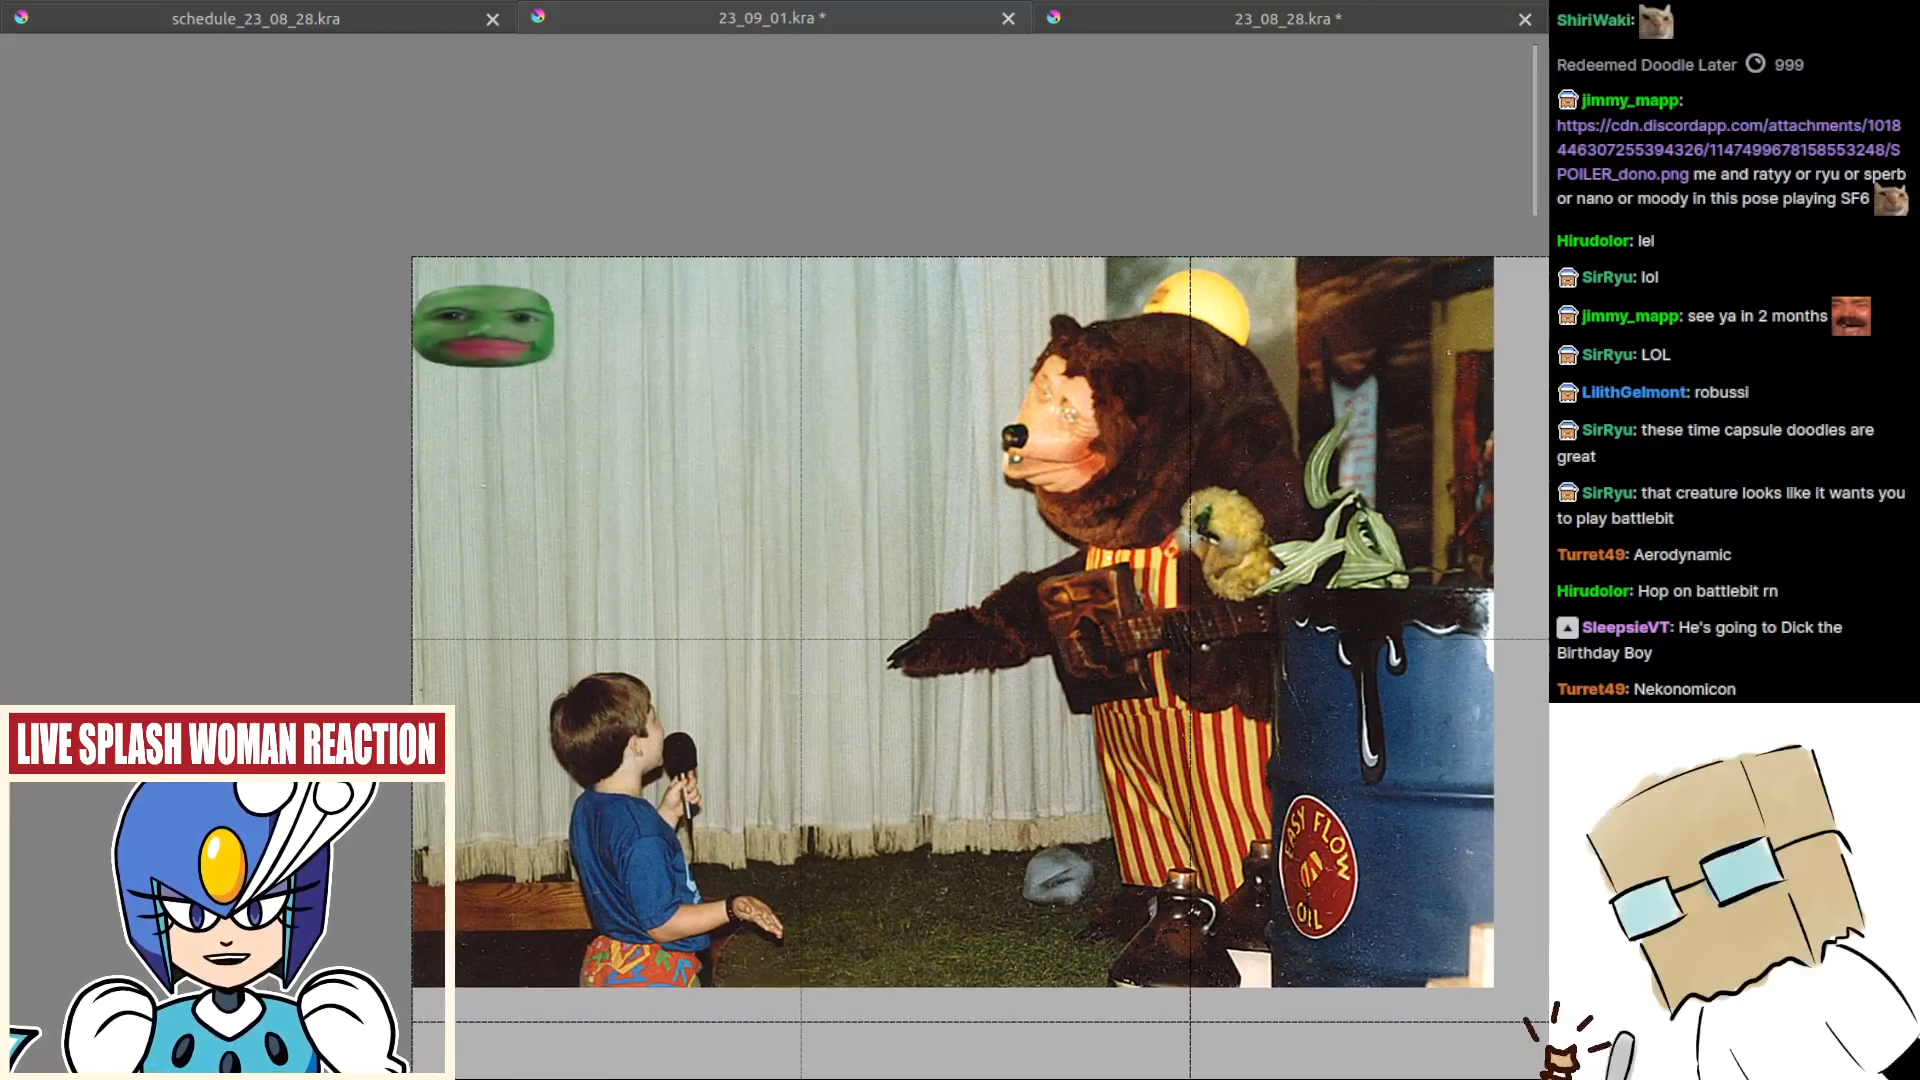 schedule_23_08_28.kra
23_09_01.kra *
23_08_28.kra *
ShiriWaki:
Redeemed Doodle Later 999
jimmy_mapp:
https://cdn.discordapp.com/attachments/1018
446307255394326/1147499678158553248/S
POILER_dono.png me and ratyy or ryu or sperb
or nano or moody in this pose playing SF6
Hirudolor: lel
SirRyu: lol
jimmy_mapp: see ya in 2 months
SirRyu: LOL
LilithGelmont: robussi
SirRyu: these time capsule doodles are
great
SirRyu: that creature looks like it wants you
to play battlebit
Turret49: Aerodynamic
Hirudolor: Hop on battlebit rn
SleepsieVT: He's going to Dick the
Birthday Boy
Turret49: Nekonomicon
EASY FLOW
OIL
LIVE SPLASH WOMAN REACTION